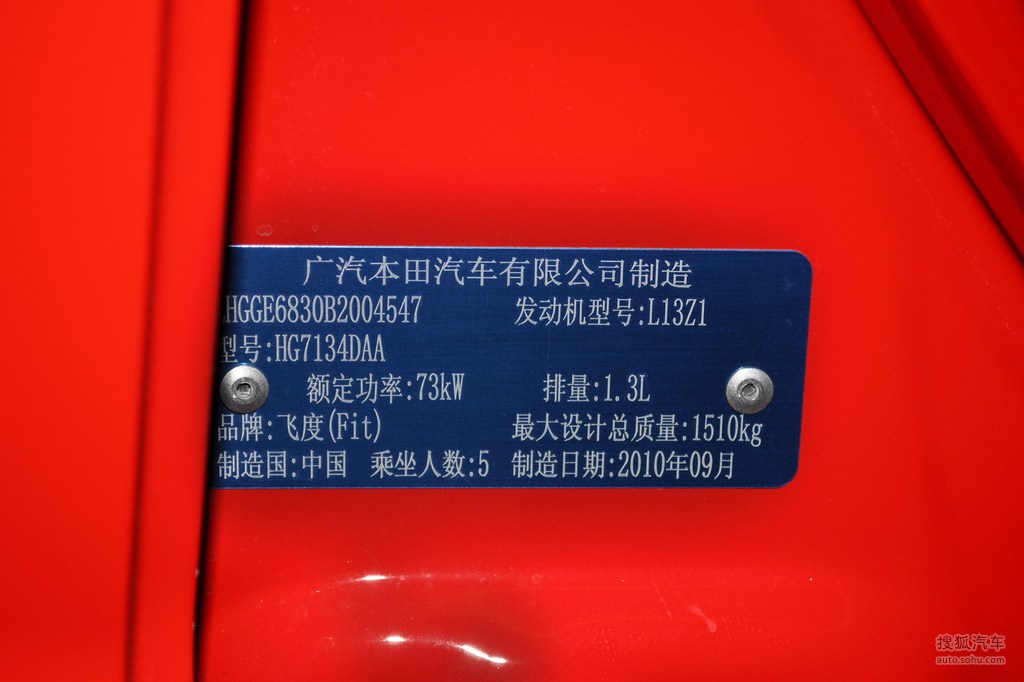 广汽本田汽车有限公司制造
HGGE6830B2004547 发动机型号:L13Z1
型号:HG7134DAA
额定功率:73kW 排量:1.3L
品牌:飞度(Fit) 最大设计总质量:1510kg
制造国:中国 乘坐人数:5 制造日期:2010年09月
搜狐汽车
auto.sohu.com